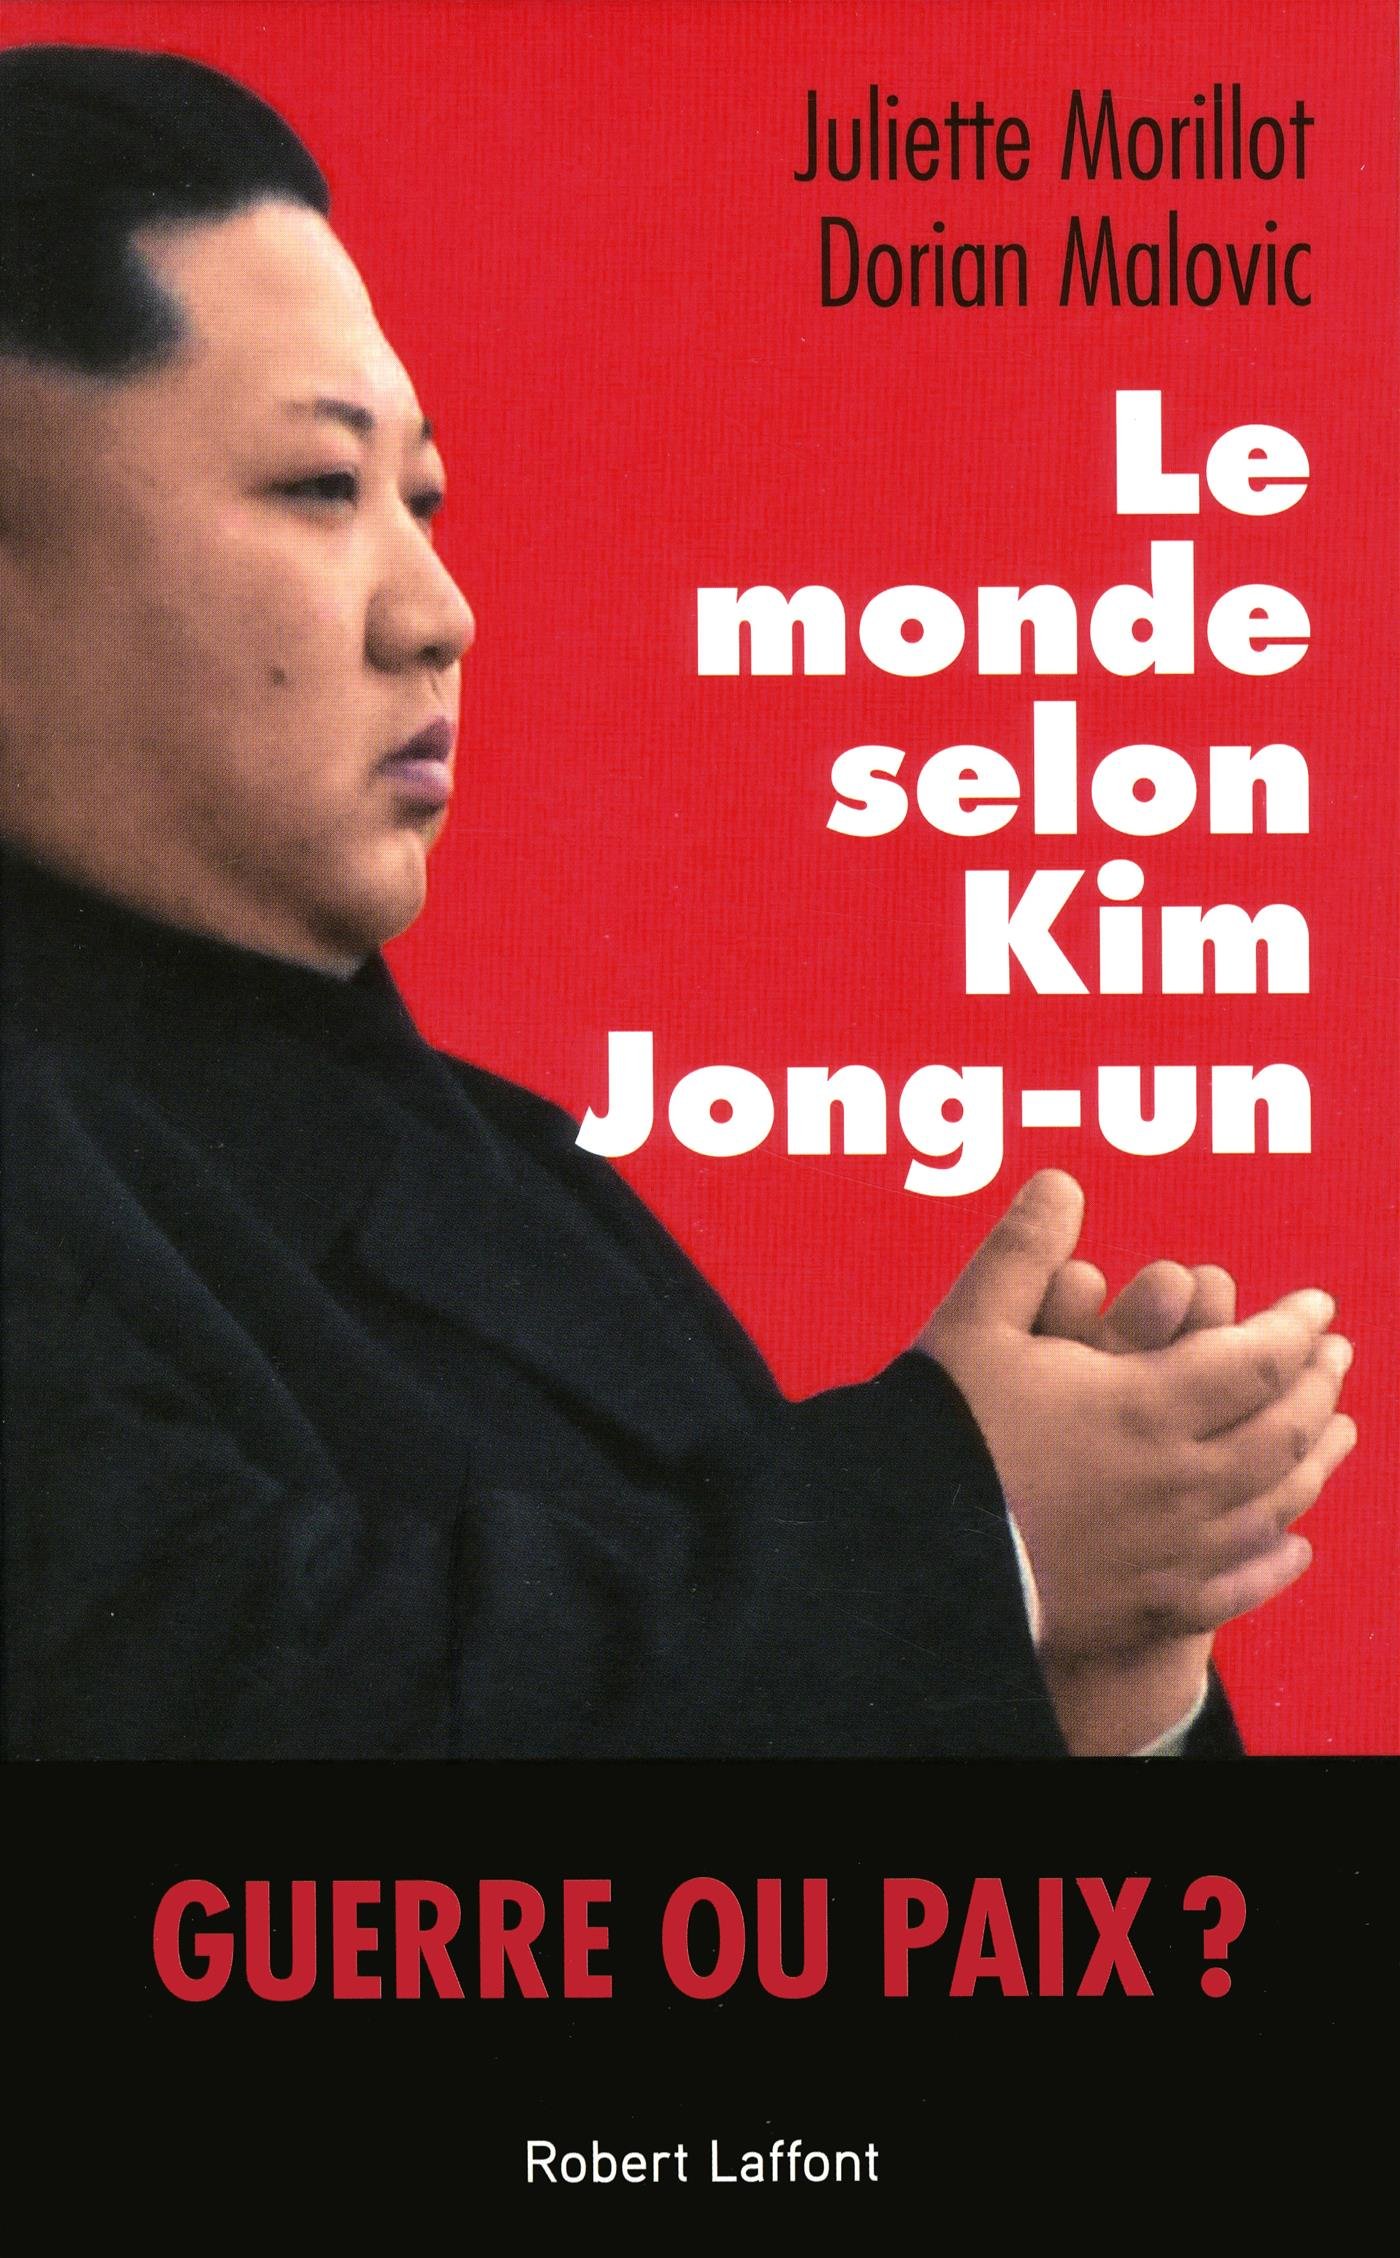 Juliette Morillot
Dorian Malovic
Le
monde
selon
Kim
Jong-un
GUERRE OU PAIX ?
Robert Laffont